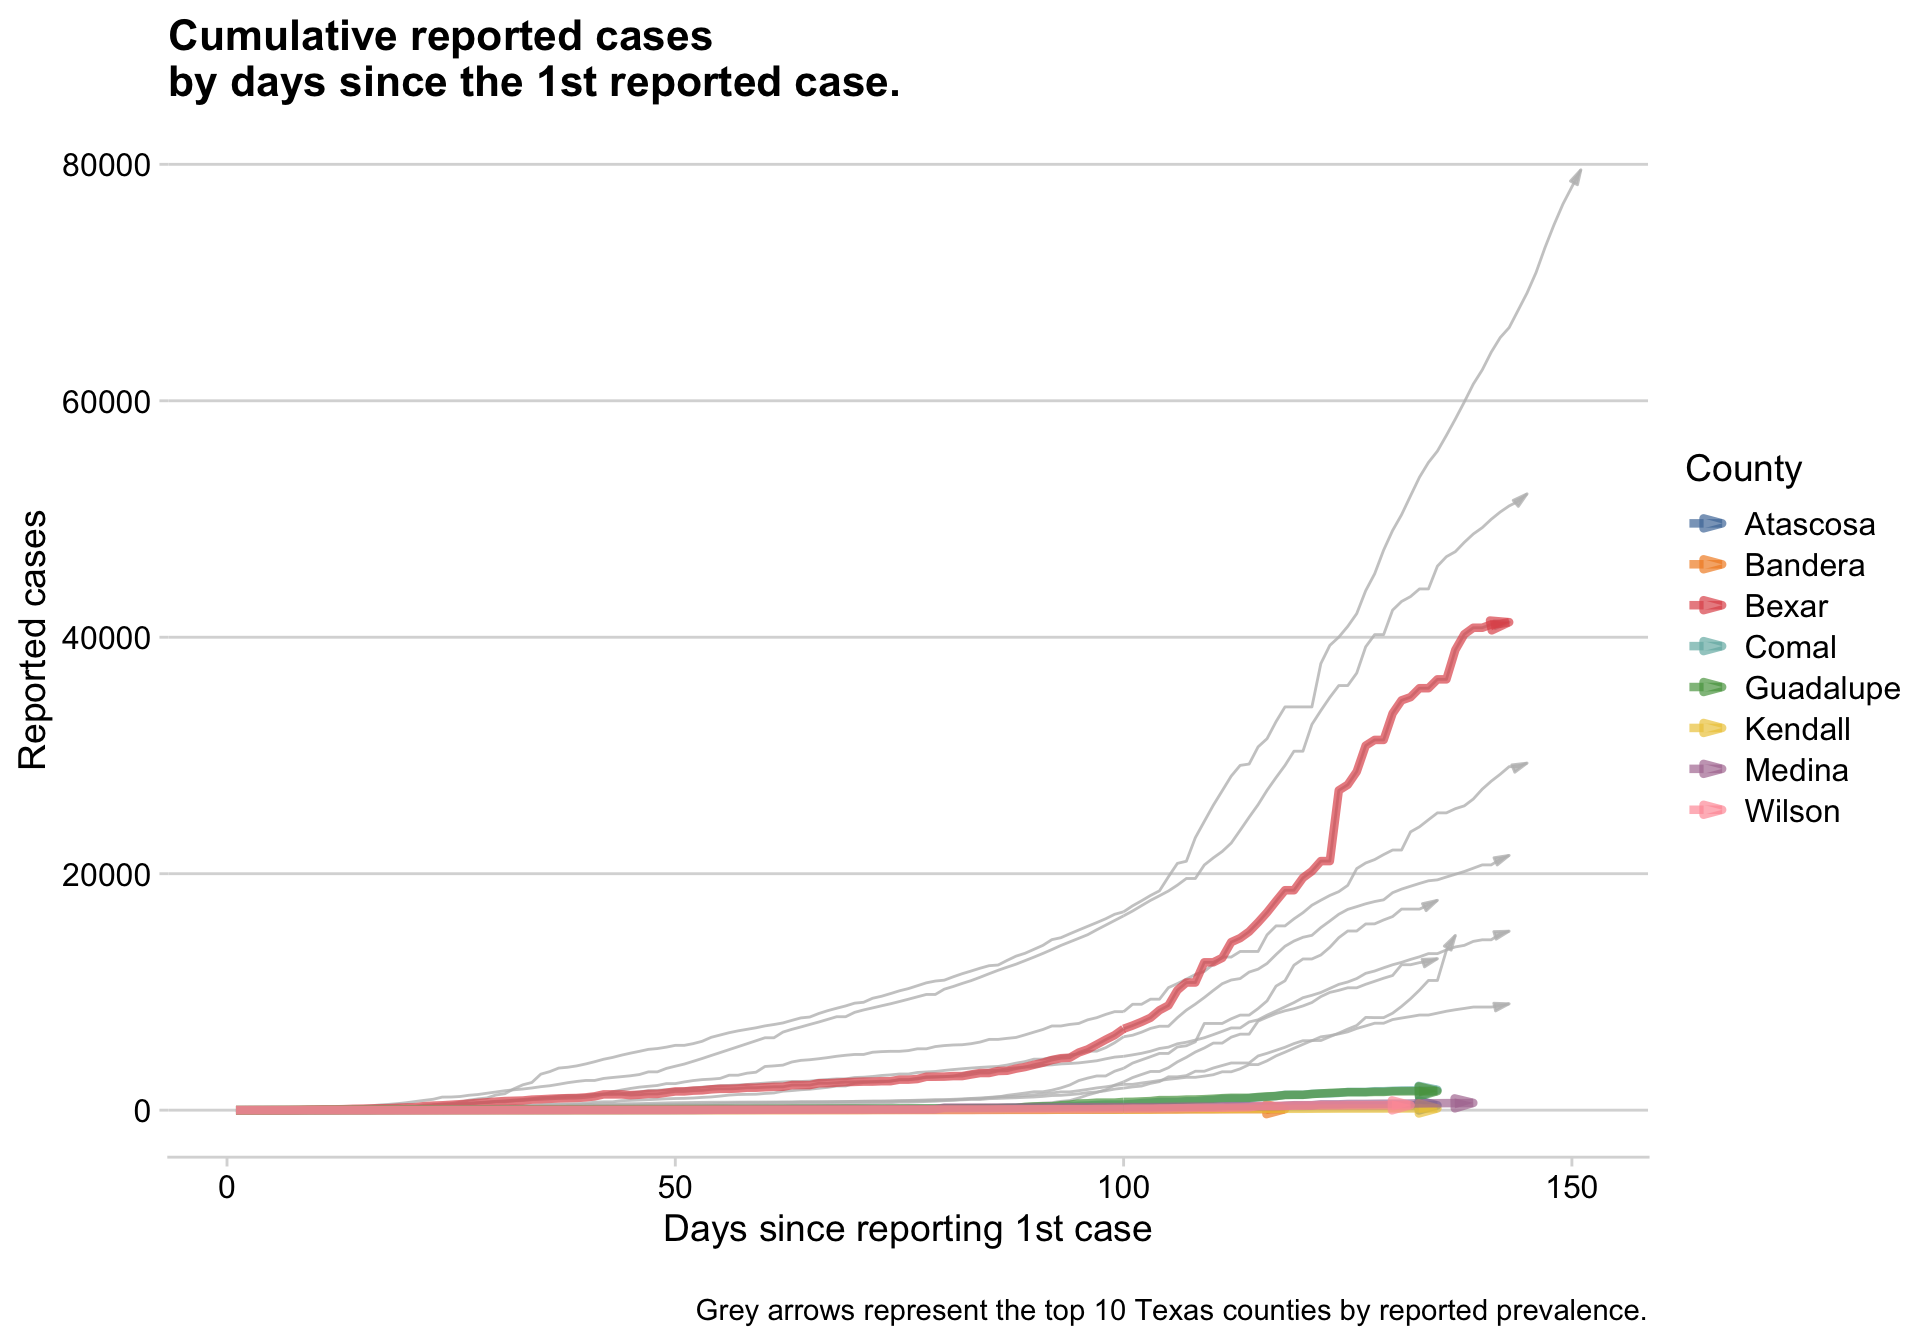 Cumulative reported cases
by days since the 1st reported case.
80000
60000
40000
20000
0
Reported cases
0 50 100 150
Days since reporting 1st case
County
Atascosa
Bandera
Bexar
Comal
Guadalupe
Kendall
Medina
Wilson
Grey arrows represent the top 10 Texas counties by reported prevalence.